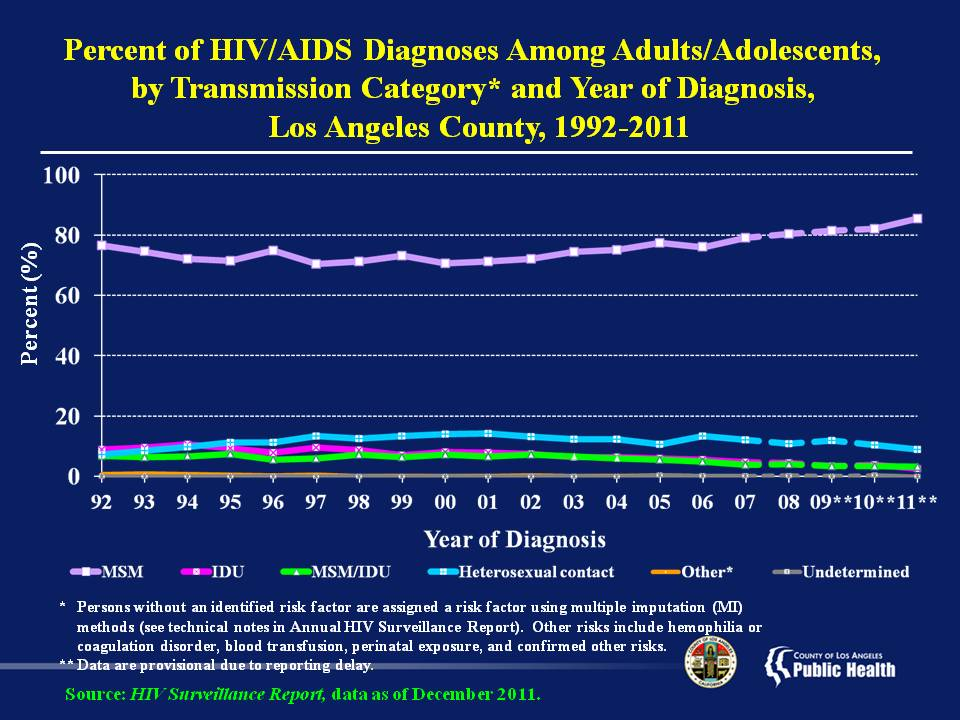 Percent of HIV/AIDS Diagnoses Among Adults/Adolescents,
by Transmission Category* and Year of Diagnosis,
Los Angeles County, 1992-2011
Percent (%)
100
80
60
40
20
0
92 93 94 95 96 97 98 99 00 01 02 03 04 05 06 07 08 09**10**11**
Year of Diagnosis
MSM IDU MSM/IDU Heterosexual contact Other* Undetermined
* Persons without an identified risk factor are assigned a risk factor using multiple imputation (MI)
methods (see technical notes in Annual HIV Surveillance Report). Other risks include hemophilia or
coagulation disorder, blood transfusion, perinatal exposure, and confirmed other risks.
** Data are provisional due to reporting delay.
COUNTY OF LOS ANGELES
Public Health
Source: HIV Surveillance Report, data as of December 2011.